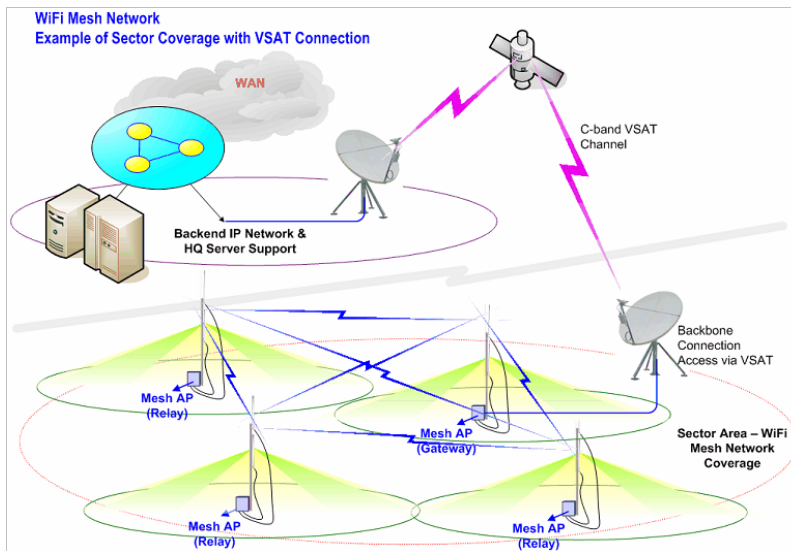 WiFi Mesh Network
Example of Sector Coverage with VSAT Connection
WAN
C-band VSAT
Channel
Backend IP Network &
HQ Server Support
Backbone
Connection
Access via VSAT
Mesh AP
(Relay)
Mesh AP
(Gateway)
Sector Area – WiFi
Mesh Network
Coverage
Mesh AP
(Relay)
Mesh AP
(Relay)